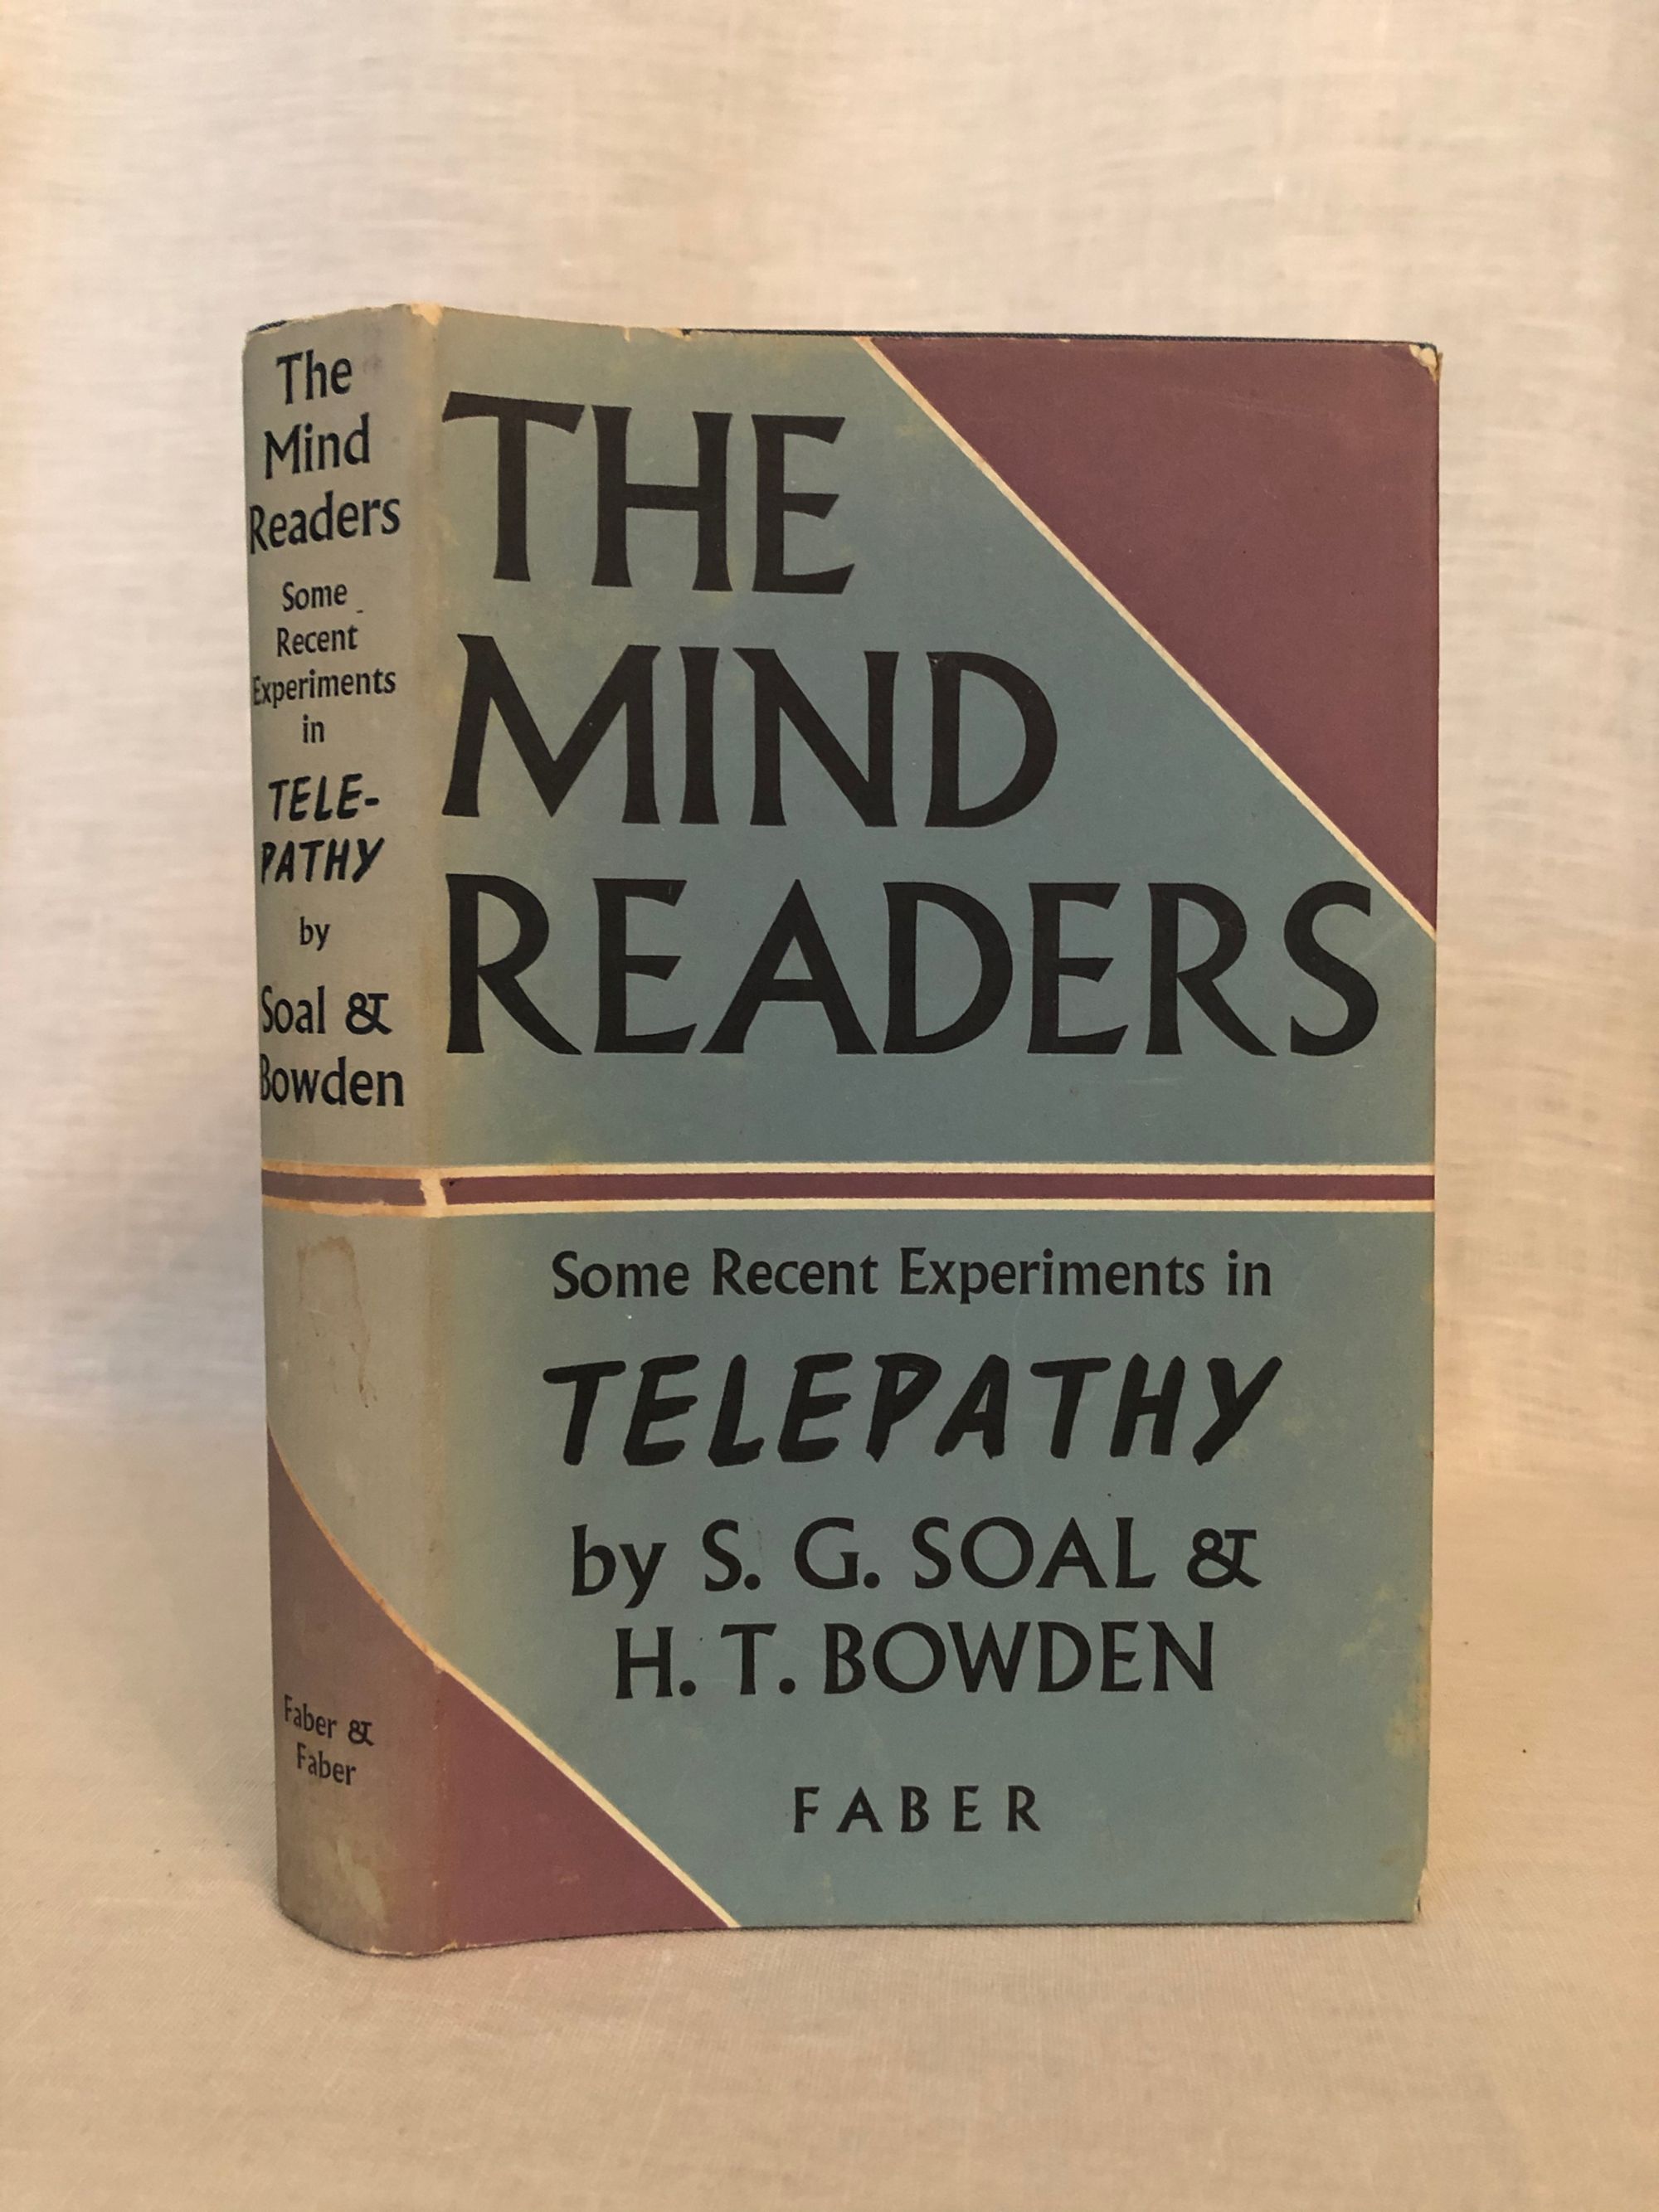 The
Mind
Readers
Some
Recent
Experiments
in
TELE-
PATHY
by
Soal &
Bowden
Faber &
Faber
THE
MIND
READERS
Some Recent Experiments in
TELEPATHY
by S. G. SOAL &
H. T. BOWDEN
FABER